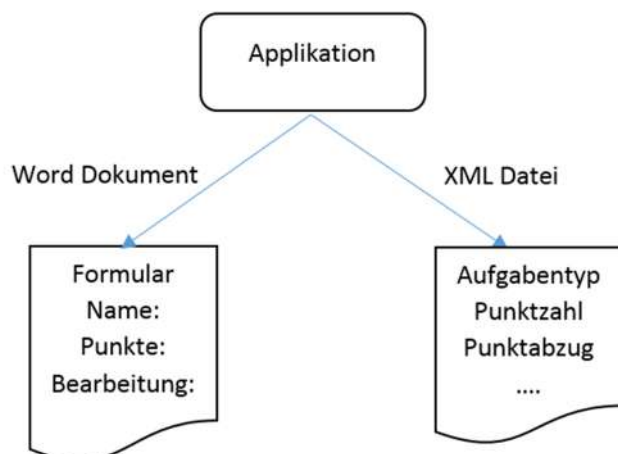 Applikation
Word Dokument
XML Datei
Formular
Name:
Punkte:
Bearbeitung:
Aufgabentyp
Punktzahl
Punktabzug
....